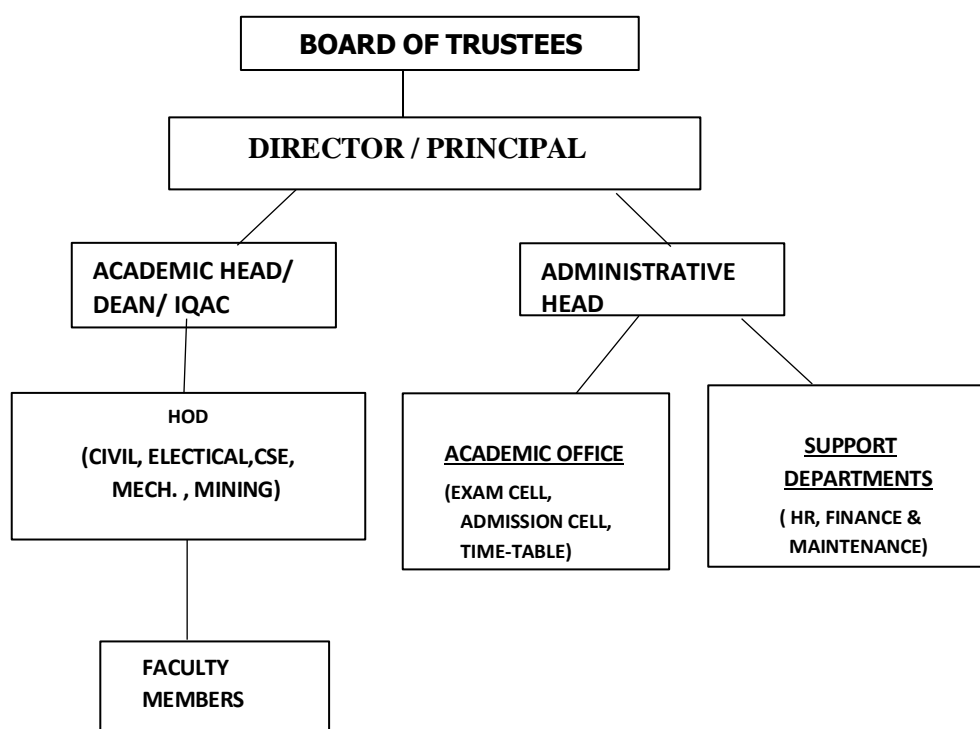 BOARD OF TRUSTEES
DIRECTOR / PRINCIPAL
ACADEMIC HEAD/
DEAN/ IQAC
ADMINISTRATIVE
HEAD
HOD
(CIVIL, ELECTICAL,CSE,
MECH. , MINING)
ACADEMIC OFFICE
(EXAM CELL,
ADMISSION CELL,
TIME-TABLE)
SUPPORT
DEPARTMENTS
( HR, FINANCE &
MAINTENANCE)
FACULTY
MEMBERS